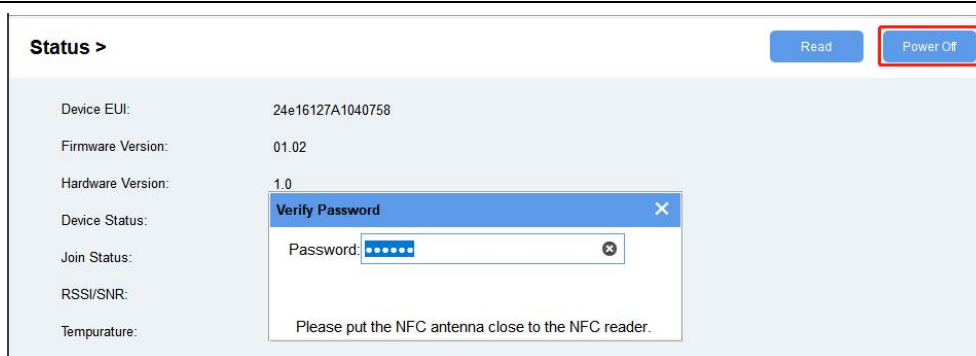 Status >
Read
Power Off
Device EUI: 24e16127A1040758
Firmware Version: 01.02
Hardware Version: 1.0
Verify Password
Device Status:
Password: ••••••
Join Status:
RSSI/SNR:
Tempurature:
Please put the NFC antenna close to the NFC reader.